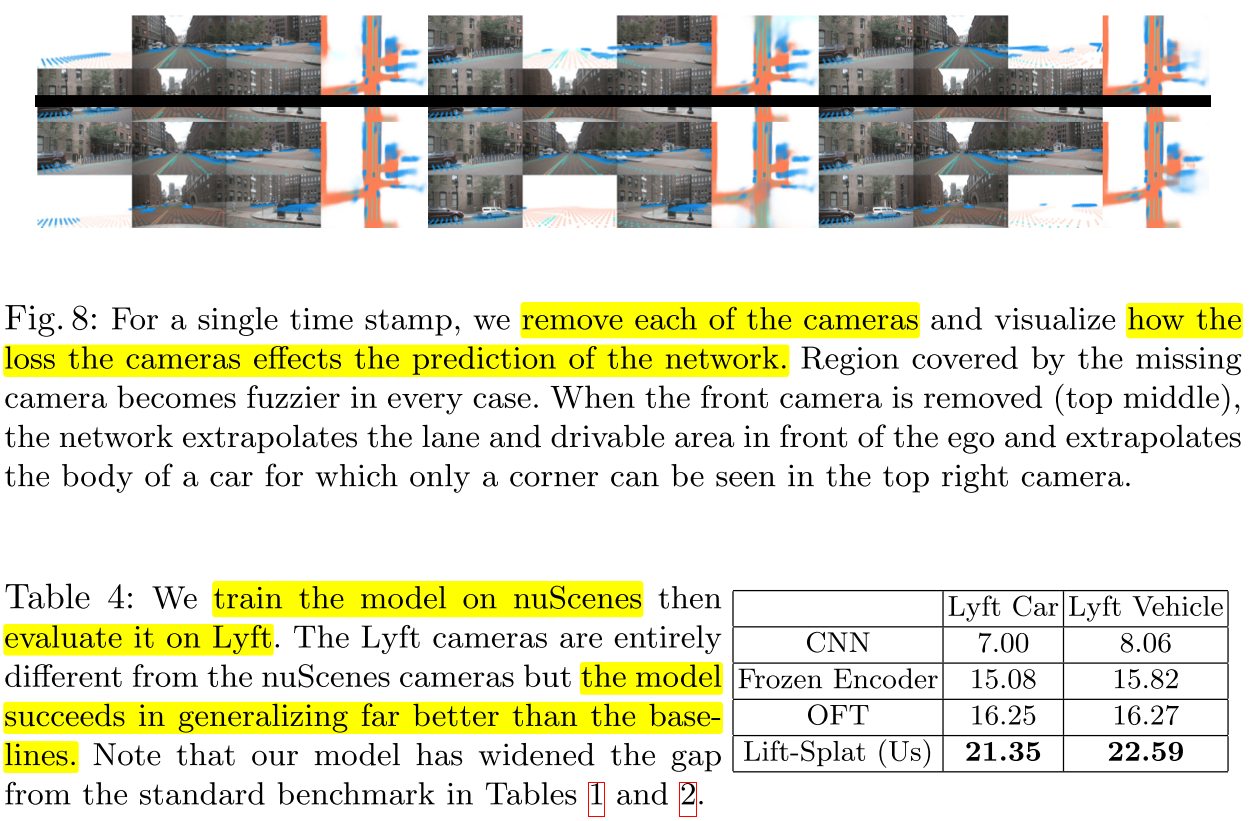 Fig. 8: For a single time stamp, we remove each of the cameras and visualize how the
loss the cameras effects the prediction of the network. Region covered by the missing
camera becomes fuzzier in every case. When the front camera is removed (top middle),
the network extrapolates the lane and drivable area in front of the ego and extrapolates
the body of a car for which only a corner can be seen in the top right camera.
Table 4: We train the model on nuScenes then
evaluate it on Lyft. The Lyft cameras are entirely
different from the nuScenes cameras but the model
succeeds in generalizing far better than the base-
lines. Note that our model has widened the gap
from the standard benchmark in Tables 1 and 2.
Lyft Car Lyft Vehicle
CNN 7.00 8.06
Frozen Encoder 15.08 15.82
OFT 16.25 16.27
Lift-Splat (Us) 21.35 22.59